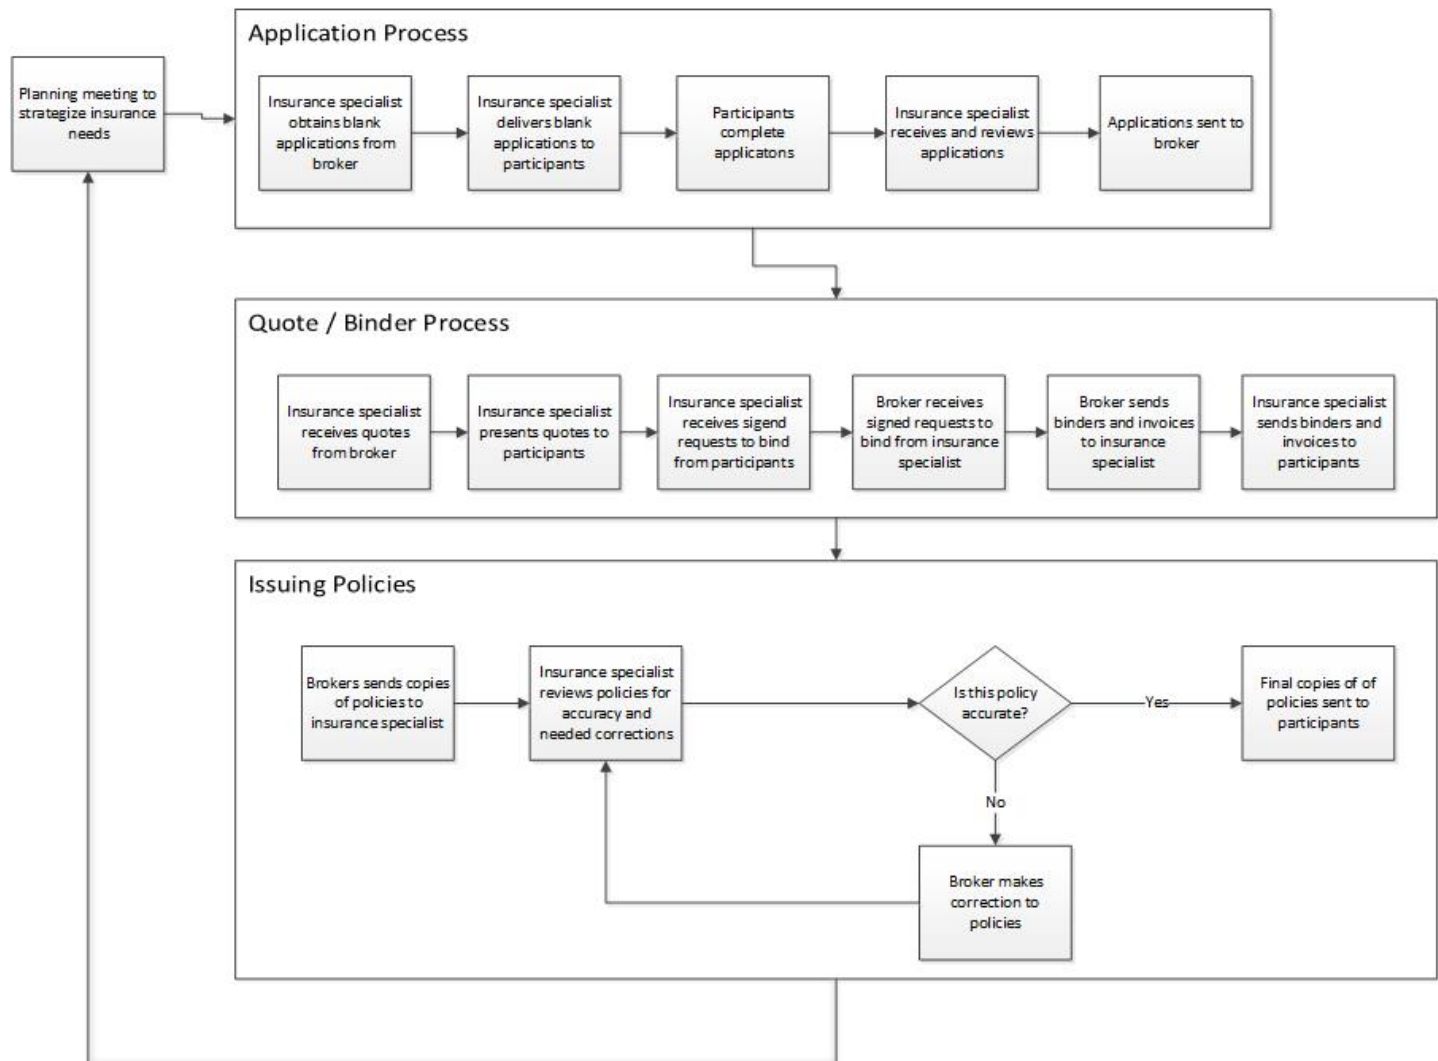 Application Process
Planning meeting to
strategize insurance
needs
Insurance specialist
obtains blank
applications from
broker
Insurance specialist
delivers blank
applications to
participants
Participants
complete
applicatons
Insurance specialist
receives and reviews
applications
Applications sent to
broker
Quote / Binder Process
Insurance specialist
receives quotes
from broker
Insurance specialist
presents quotes to
participants
Insurance specialist
receives sigend
requests to bind
from participants
Broker receives
signed requests to
bind from insurance
specialist
Broker sends
binders and invoices
to insurance
specialist
Insurance specialist
sends binders and
invoices to
participants
Issuing Policies
Brokers sends copies
of policies to
insurance specialist
Insurance specialist
reviews policies for
accuracy and
needed corrections
Is this policy
accurate?
Yes
Final copies of of
policies sent to
participants
No
Broker makes
correction to
policies